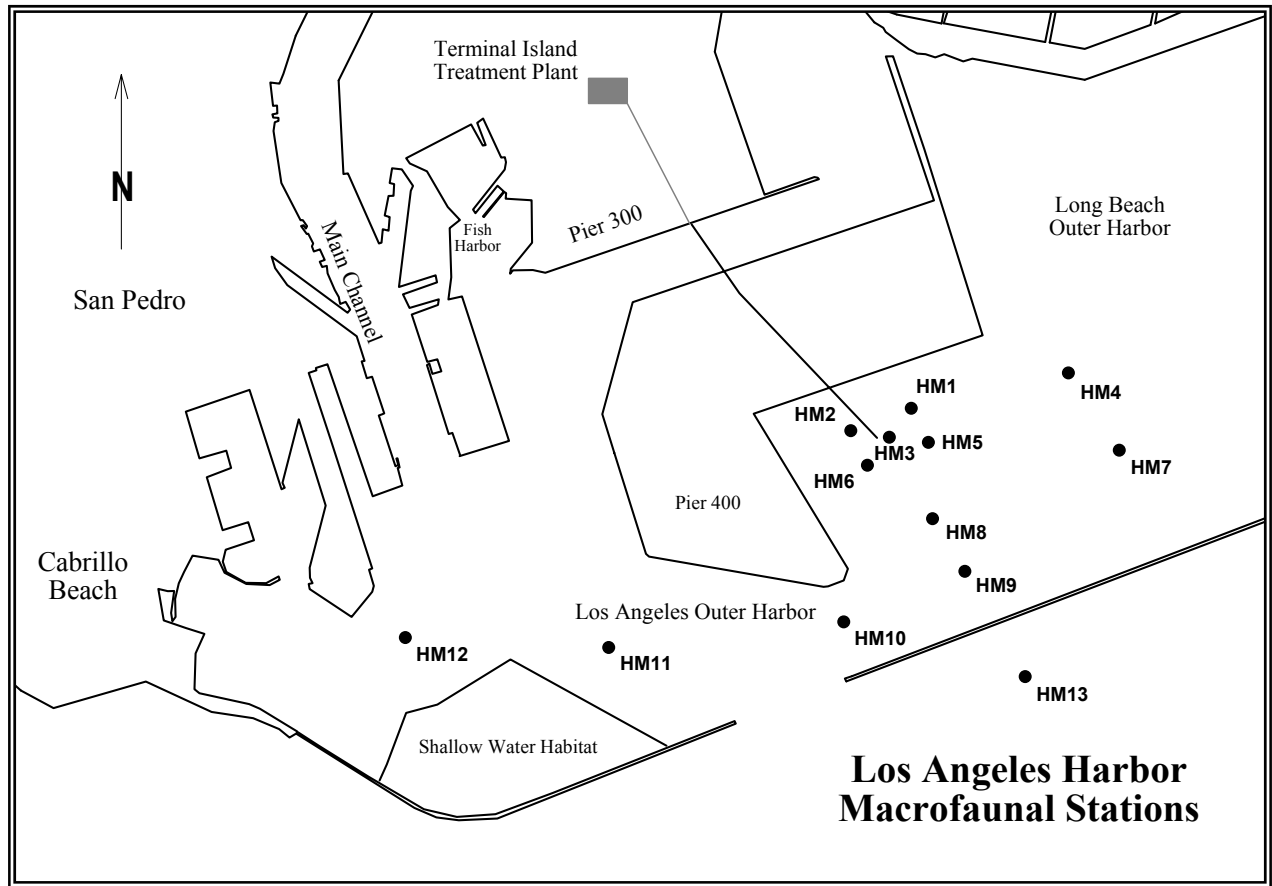 Terminal Island
Treatment Plant
N
Main Channel
Fish
Harbor
Pier 300
Long Beach
Outer Harbor
San Pedro
HM4
HM1
HM2
HM5
HM3
HM7
HM6
Pier 400
HM8
Cabrillo
Beach
HM9
Los Angeles Outer Harbor
HM10
HM12
HM11
HM13
Shallow Water Habitat
Los Angeles Harbor
Macrofaunal Stations